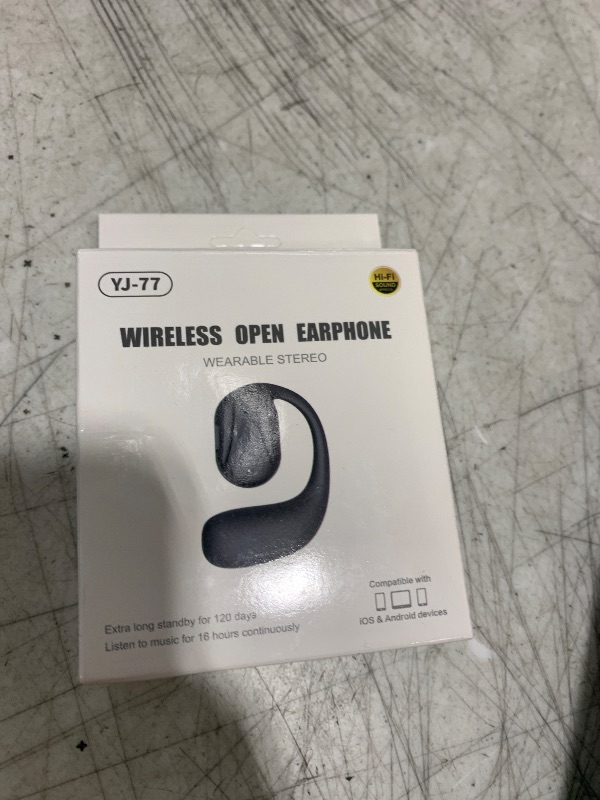 YJ-77
Hi-Fi
SOUND
WIRELESS OPEN EARPHONE
WEARABLE STEREO
Compatible with
iOS & Android devices
Extra long standby for 120 days
Listen to music for 16 hours continuously